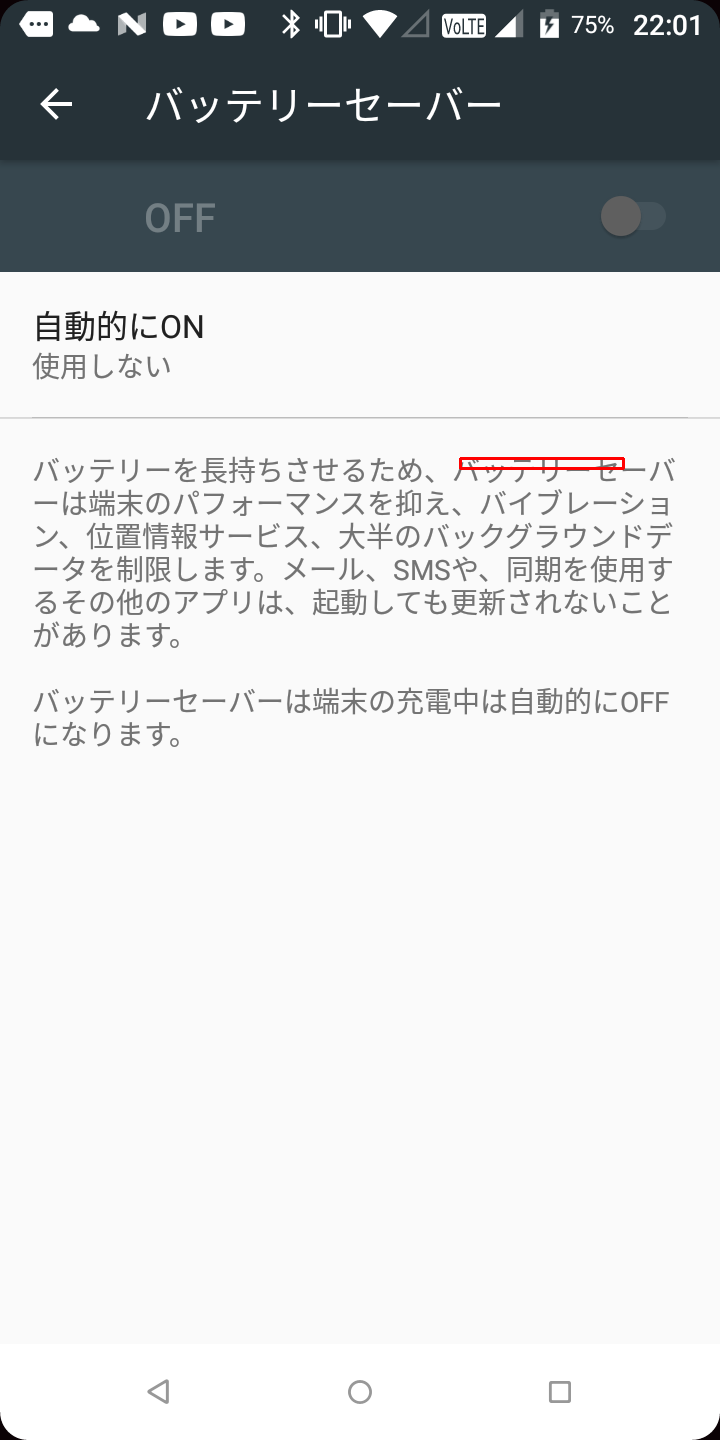 VoLTE 75% 22:01
バッテリーセーバー
OFF
自動的にON
使用しない
バッテリーを長持ちさせるため、バッテリーセーバ
ーは端末のパフォーマンスを抑え、バイブレーショ
ン、位置情報サービス、大半のバックグラウンドデ
ータを制限します。メール、SMSや、同期を使用す
るその他のアプリは、起動しても更新されないこと
があります。
バッテリーセーバーは端末の充電中は自動的にOFF
になります。